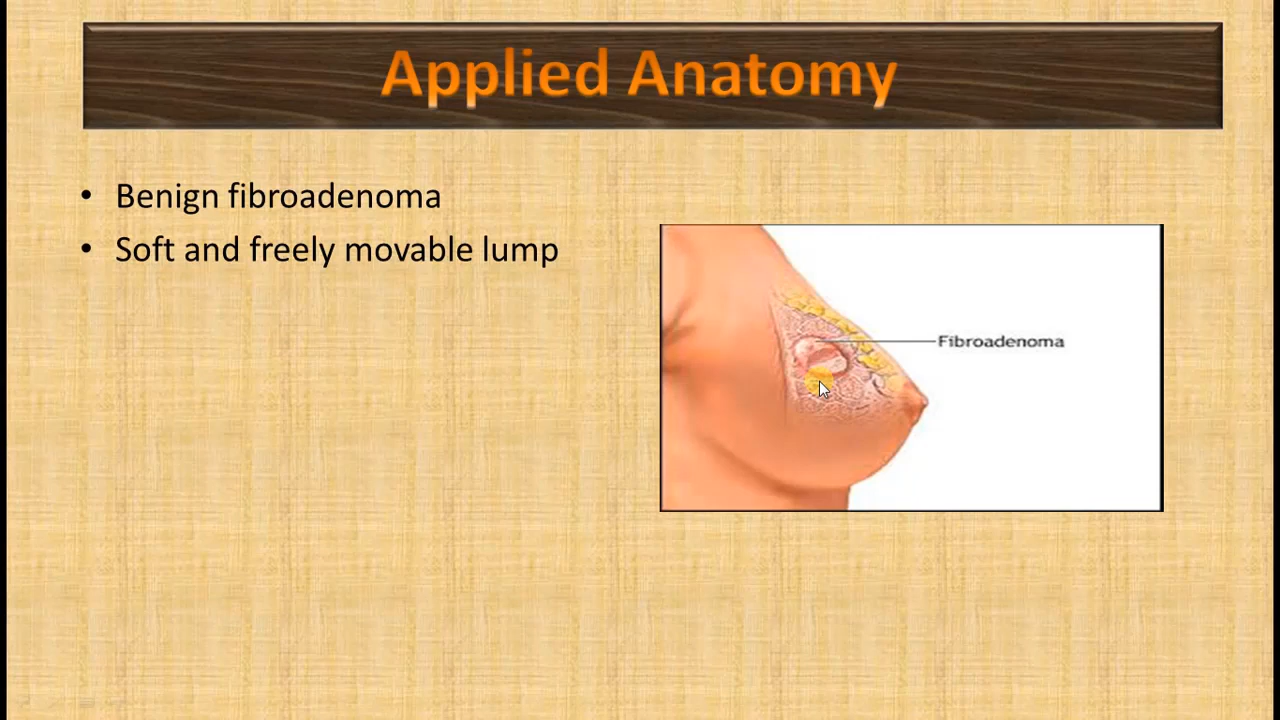 Applied Anatomy
• Benign fibroadenoma
• Soft and freely movable lump
Fibroadenoma